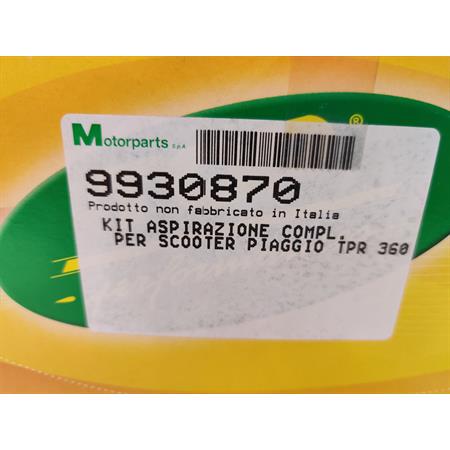 ®
Motorparts S.p.A
9930870
Prodotto non fabbricato in Italia
KIT ASPIRAZIONE COMPL.
PER SCOOTER PIAGGIO TPR 360